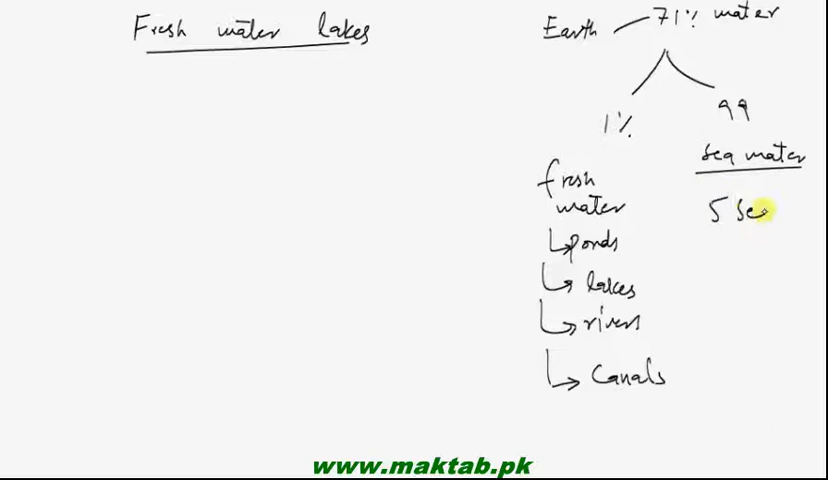 Fresh water lakes
Earth 71% water
1% 99
sea water
fresh
water
5 Se
ponds
lakes
rivers
Canals
www.maktab.pk